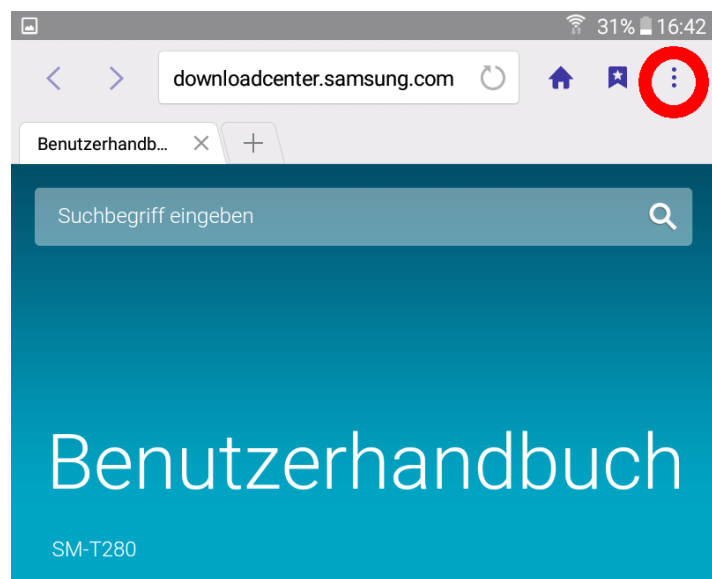 31% 16:42
downloadcenter.samsung.com
Benutzerhandb...
Suchbegriff eingeben
Benutzerhandbuch
SM-T280